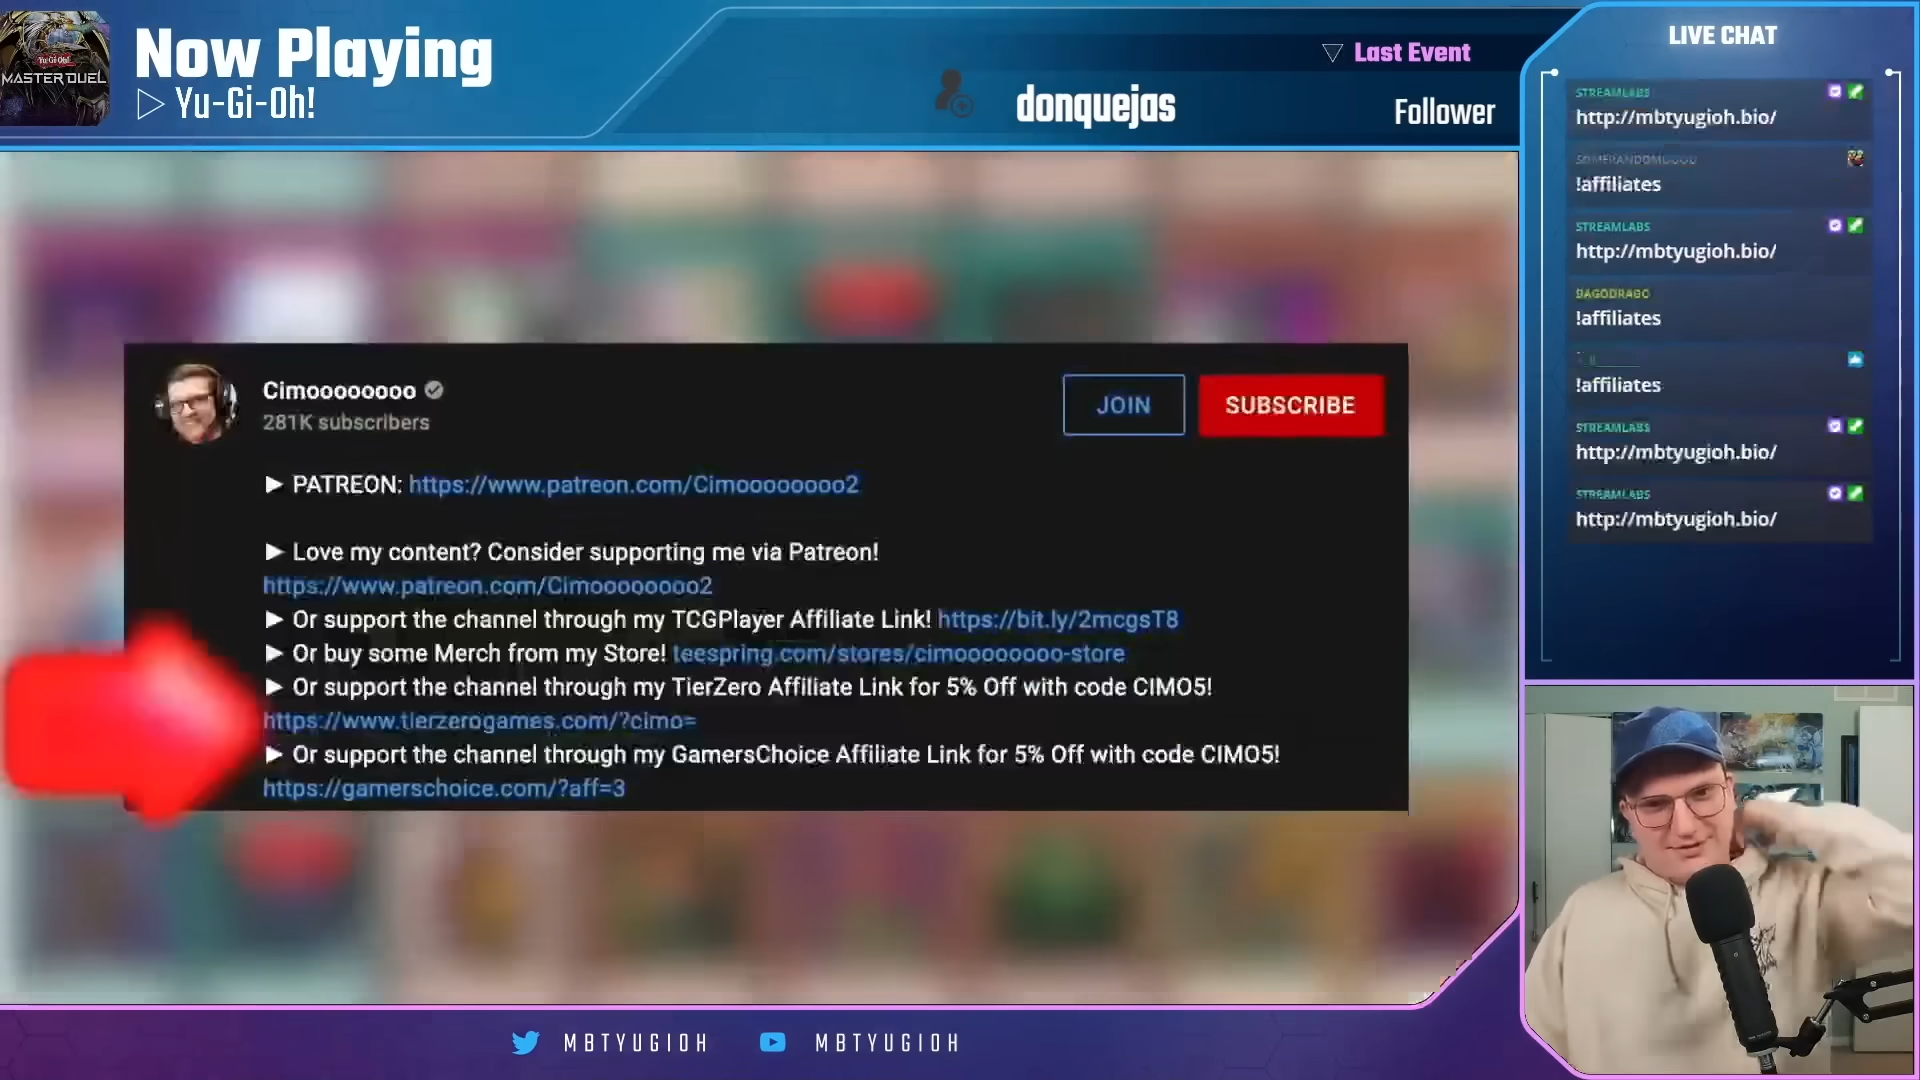 Yu-Gi-Oh!
MASTER DUEL
Now Playing
Yu-Gi-Oh!
Last Event
donquejas
Follower
LIVE CHAT
STREAMLABS
http://mbtyugioh.bio/
!affiliates
STREAMLABS
http://mbtyugioh.bio/
DAGODRAGO
!affiliates
!affiliates
STREAMLABS
http://mbtyugioh.bio/
STREAMLABS
http://mbtyugioh.bio/
Cimoooooooo
281K subscribers
JOIN
SUBSCRIBE
► PATREON: https://www.patreon.com/Cimoooooooo2
► Love my content? Consider supporting me via Patreon!
https://www.patreon.com/Cimoooooooo2
► Or support the channel through my TCGPlayer Affiliate Link! https://bit.ly/2mcgsT8
► Or buy some Merch from my Store! teespring.com/stores/cimoooooooo-store
► Or support the channel through my TierZero Affiliate Link for 5% Off with code CIMO5!
https://www.tierzerogames.com/?cimo=
► Or support the channel through my GamersChoice Affiliate Link for 5% Off with code CIMO5!
https://gamerschoice.com/?aff=3
MBTYUGIOH
MBTYUGIOH